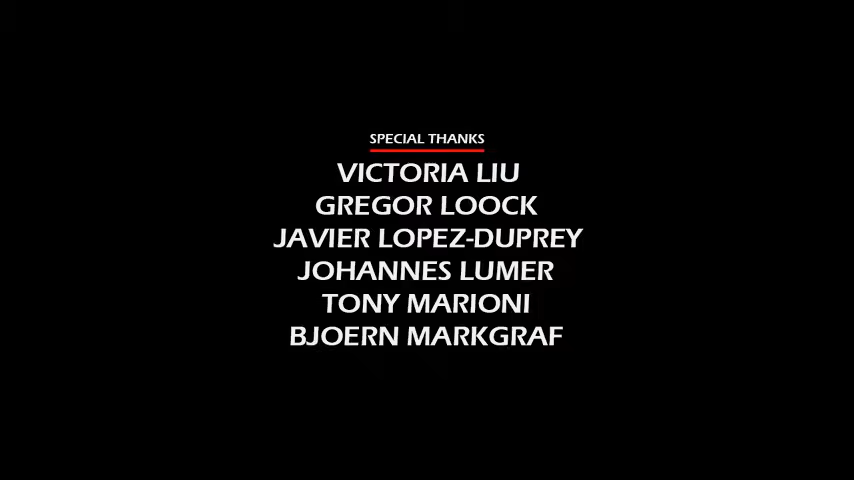 SPECIAL THANKS
VICTORIA LIU
GREGOR LOOCK
JAVIER LOPEZ-DUPREY
JOHANNES LUMER
TONY MARIONI
BJOERN MARKGRAF